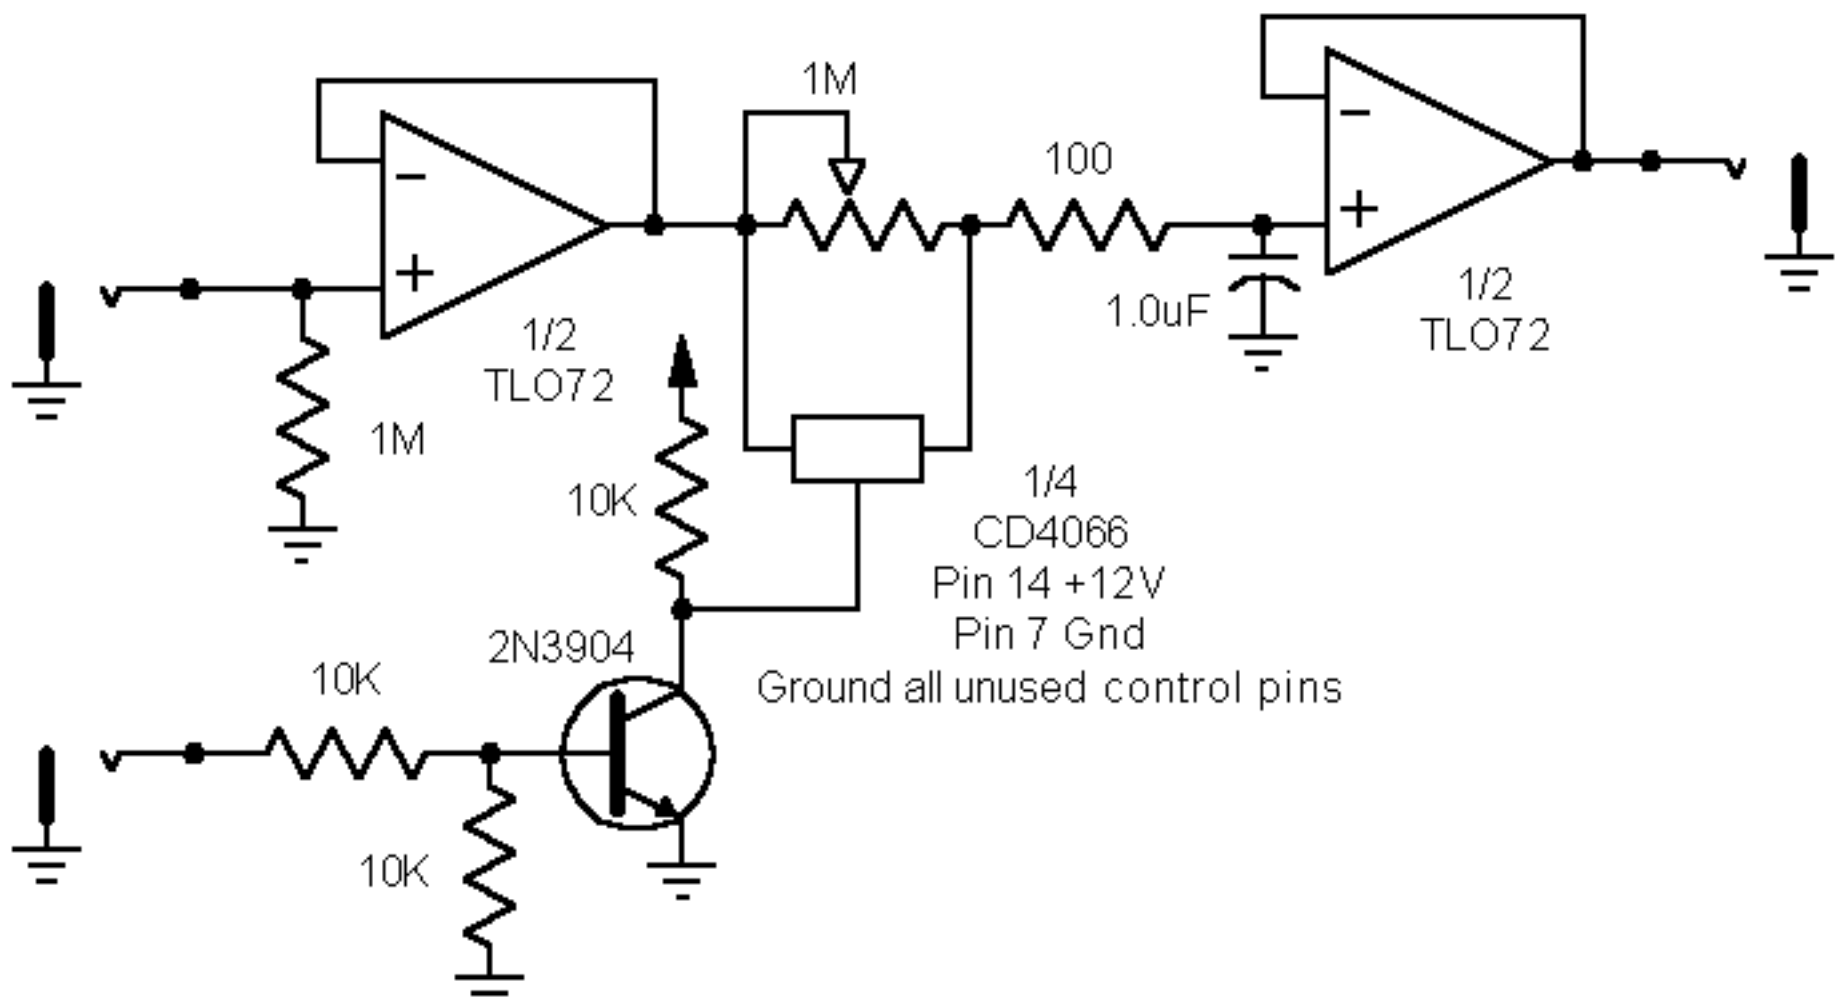 1M
100
−
+
−
+
1/2
TLO72
1.0uF
1/2
TLO72
1M
10K
1/4
CD4066
Pin 14 +12V
Pin 7 Gnd
Ground all unused control pins
2N3904
10K
10K